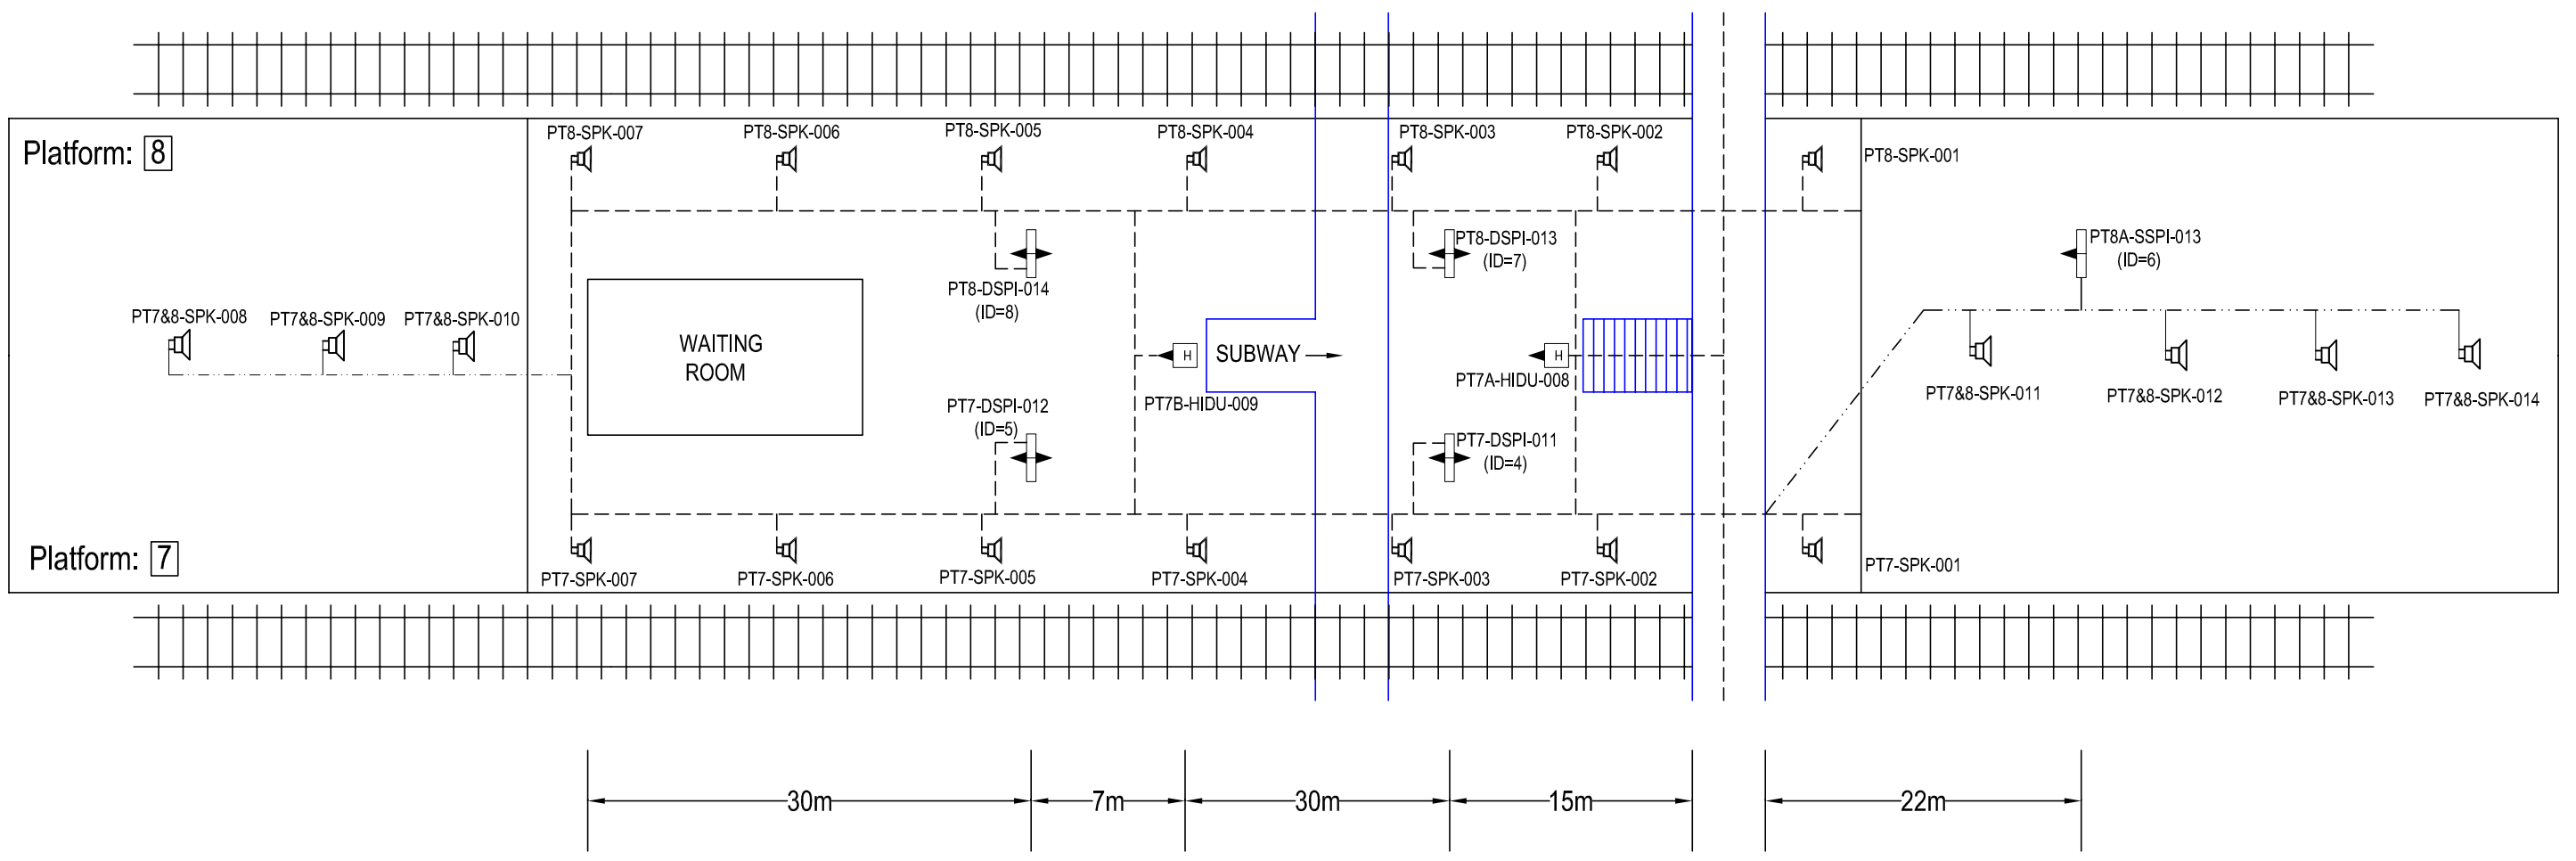 PT8-SPK-007
PT8-SPK-006
PT8-SPK-005
PT8-SPK-004
PT8-SPK-003
PT8-SPK-002
PT8-SPK-001
Platform: 8
PT8-DSPI-014
(ID=8)
PT8-DSPI-013
(ID=7)
PT8A-SSPI-013
(ID=6)
PT7&8-SPK-008
PT7&8-SPK-009
PT7&8-SPK-010
WAITING
ROOM
H
SUBWAY
H
PT7B-HIDU-009
PT7A-HIDU-008
PT7&8-SPK-011
PT7&8-SPK-012
PT7&8-SPK-013
PT7&8-SPK-014
PT7-DSPI-012
(ID=5)
PT7-DSPI-011
(ID=4)
Platform: 7
PT7-SPK-007
PT7-SPK-006
PT7-SPK-005
PT7-SPK-004
PT7-SPK-003
PT7-SPK-002
PT7-SPK-001
30m
7m
30m
15m
22m